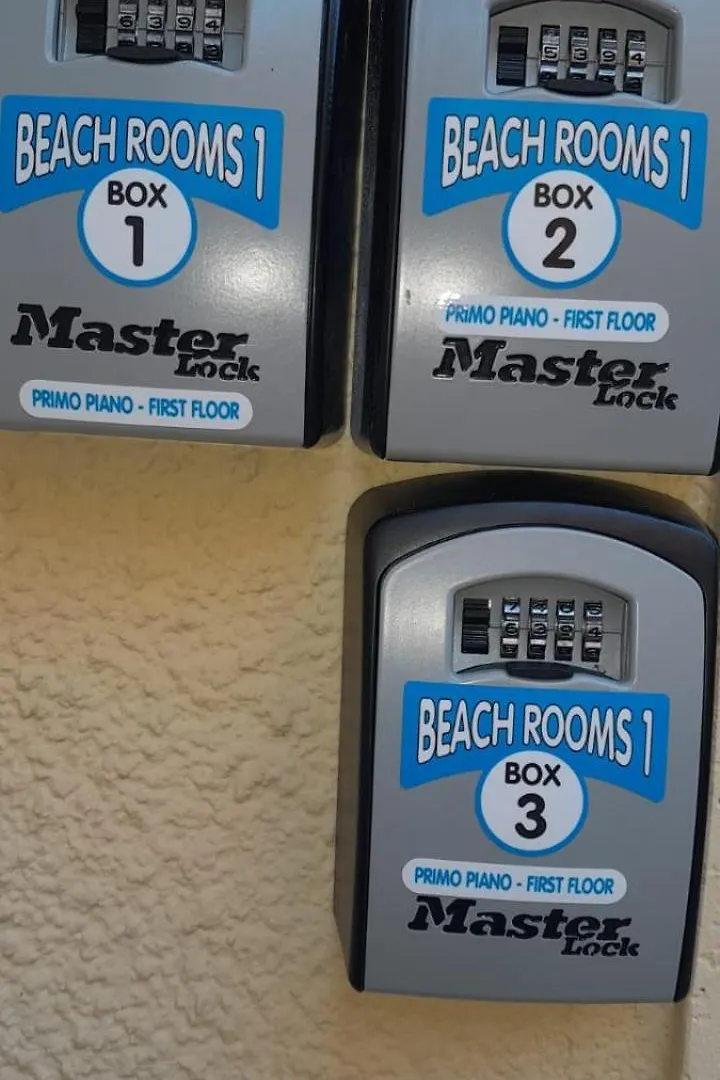 BEACH ROOMS 1
BOX
1
Master
Lock
PRIMO PIANO - FIRST FLOOR
BEACH ROOMS 1
BOX
2
PRIMO PIANO - FIRST FLOOR
Master
Lock
BEACH ROOMS 1
BOX
3
PRIMO PIANO - FIRST FLOOR
Master
Lock